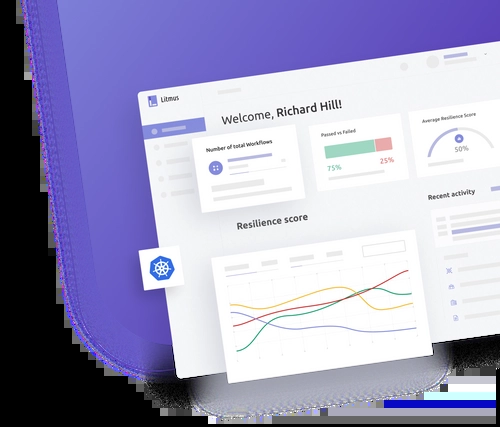 Litmus
Welcome, Richard Hill!
Number of total Workflows
Passed vs Failed
75%
25%
Average Resilience Score
50%
Resilience score
Recent activity